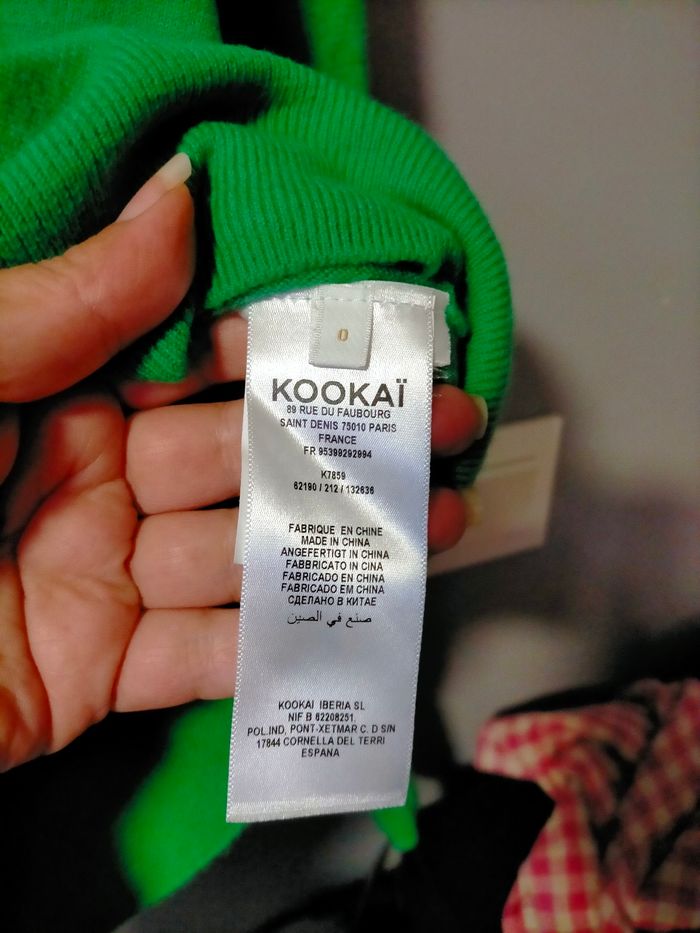 0
KOOKAÏ
89 RUE DU FAUBOURG
SAINT DENIS 75010 PARIS
FRANCE
FR 95399292994
K7859
62190 / 212 / 132636
FABRIQUE EN CHINE
MADE IN CHINA
ANGEFERTIGT IN CHINA
FABBRICATO IN CINA
FABRICADO EN CHINA
FABRICADO EM CHINA
СДЕЛАНО В КИТАЕ
صنع في الصين
KOOKAI IBERIA SL
NIF B 62208251
POL.IND, PONT-XETMAR C. D S/N
17844 CORNELLA DEL TERRI
ESPANA